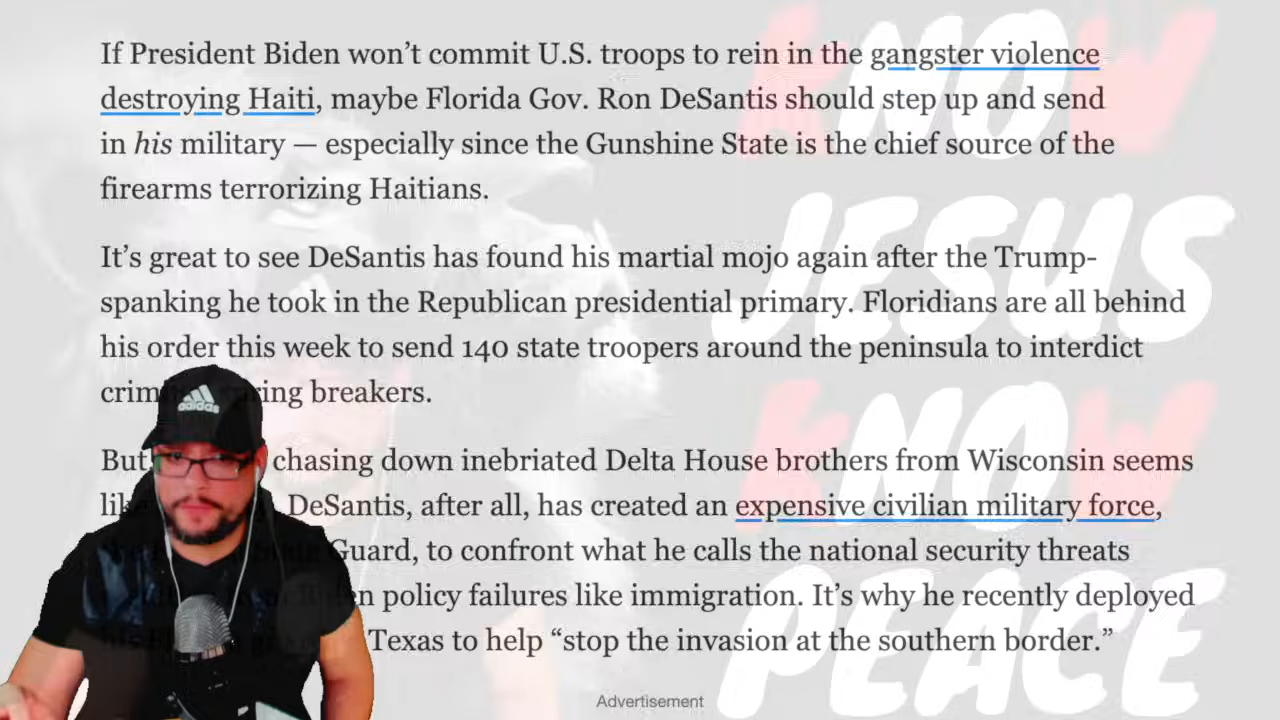 If President Biden won’t commit U.S. troops to rein in the gangster violence
destroying Haiti, maybe Florida Gov. Ron DeSantis should step up and send
in his military — especially since the Gunshine State is the chief source of the
firearms terrorizing Haitians.
It’s great to see DeSantis has found his martial mojo again after the Trump-
spanking he took in the Republican presidential primary. Floridians are all behind
his order this week to send 140 state troopers around the peninsula to interdict
spring breakers.
But chasing down inebriated Delta House brothers from Wisconsin seems
DeSantis, after all, has created an expensive civilian military force,
Guard, to confront what he calls the national security threats
policy failures like immigration. It’s why he recently deployed
Texas to help “stop the invasion at the southern border.”
Advertisement
kNOW
JESUS
kNOW
PEACE
adidas